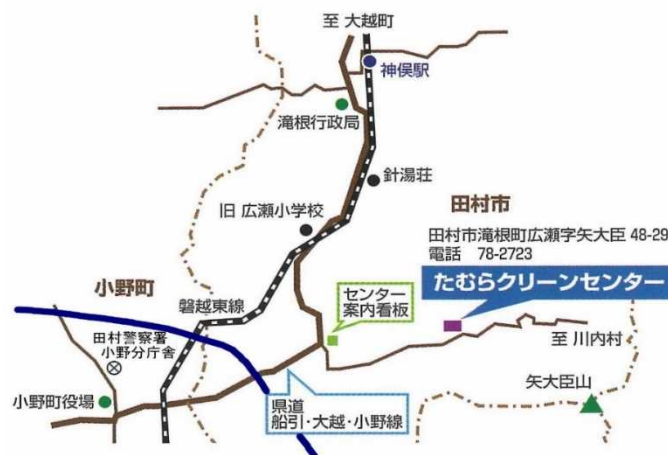 至 大越町
神俣駅
滝根行政局
針湯荘
旧 広瀬小学校
田村市
田村市滝根町広瀬字矢大臣 48-29
電話 78-2723
たむらクリーンセンター
小野町
磐越東線
センター
案内看板
至 川内村
田村警察署
小野分庁舎
矢大臣山
小野町役場
県道
船引・大越・小野線